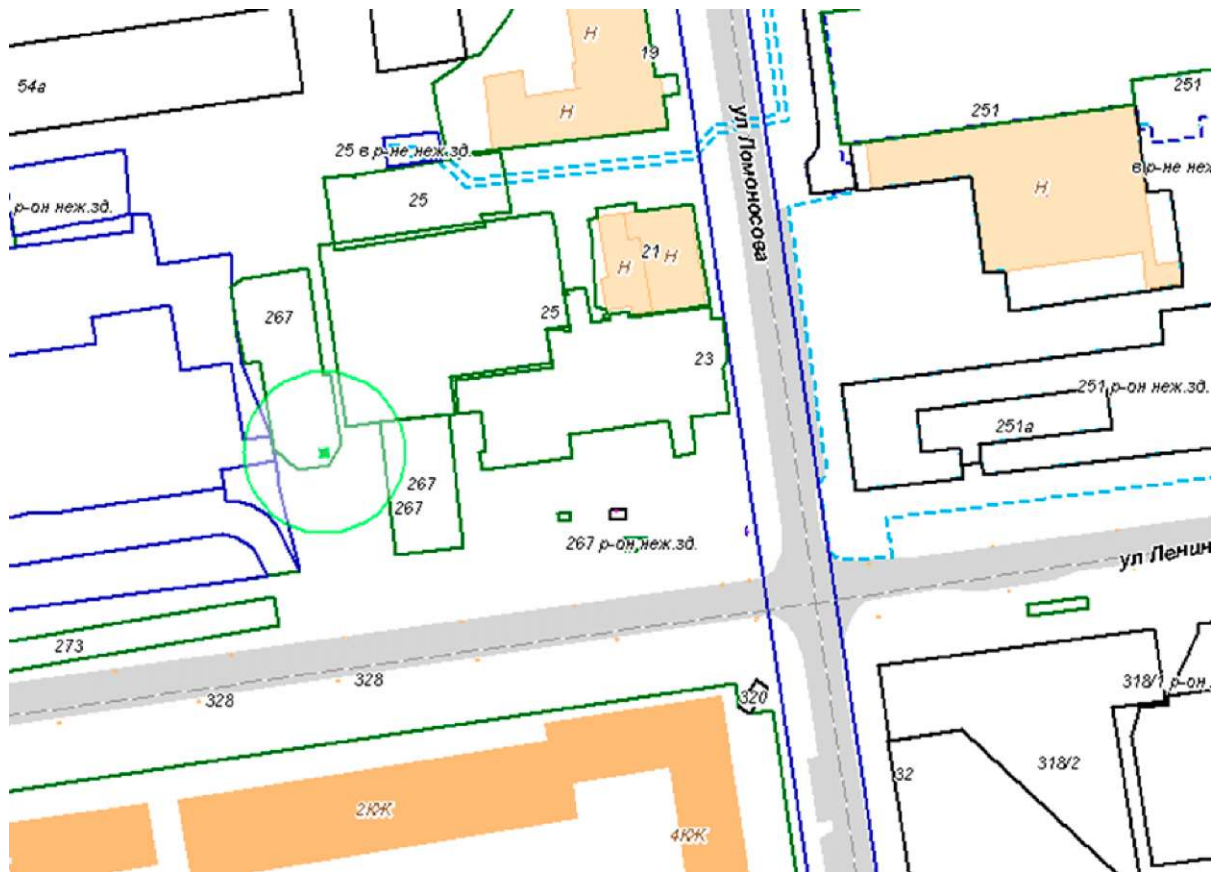 Н
19
54а
Н
251
251
ул Ломоносова
25 в р-не неж.зд.
в р-не неж
Н
р-он неж.зд.
25
21
Н
Н
267
25
23
251 р-он неж.зд.
251а
267
267
267 р-он неж.зд.
ул Ленин
273
328
328
320
318/1 р-он
318/2
32
2КЖ
4КЖ